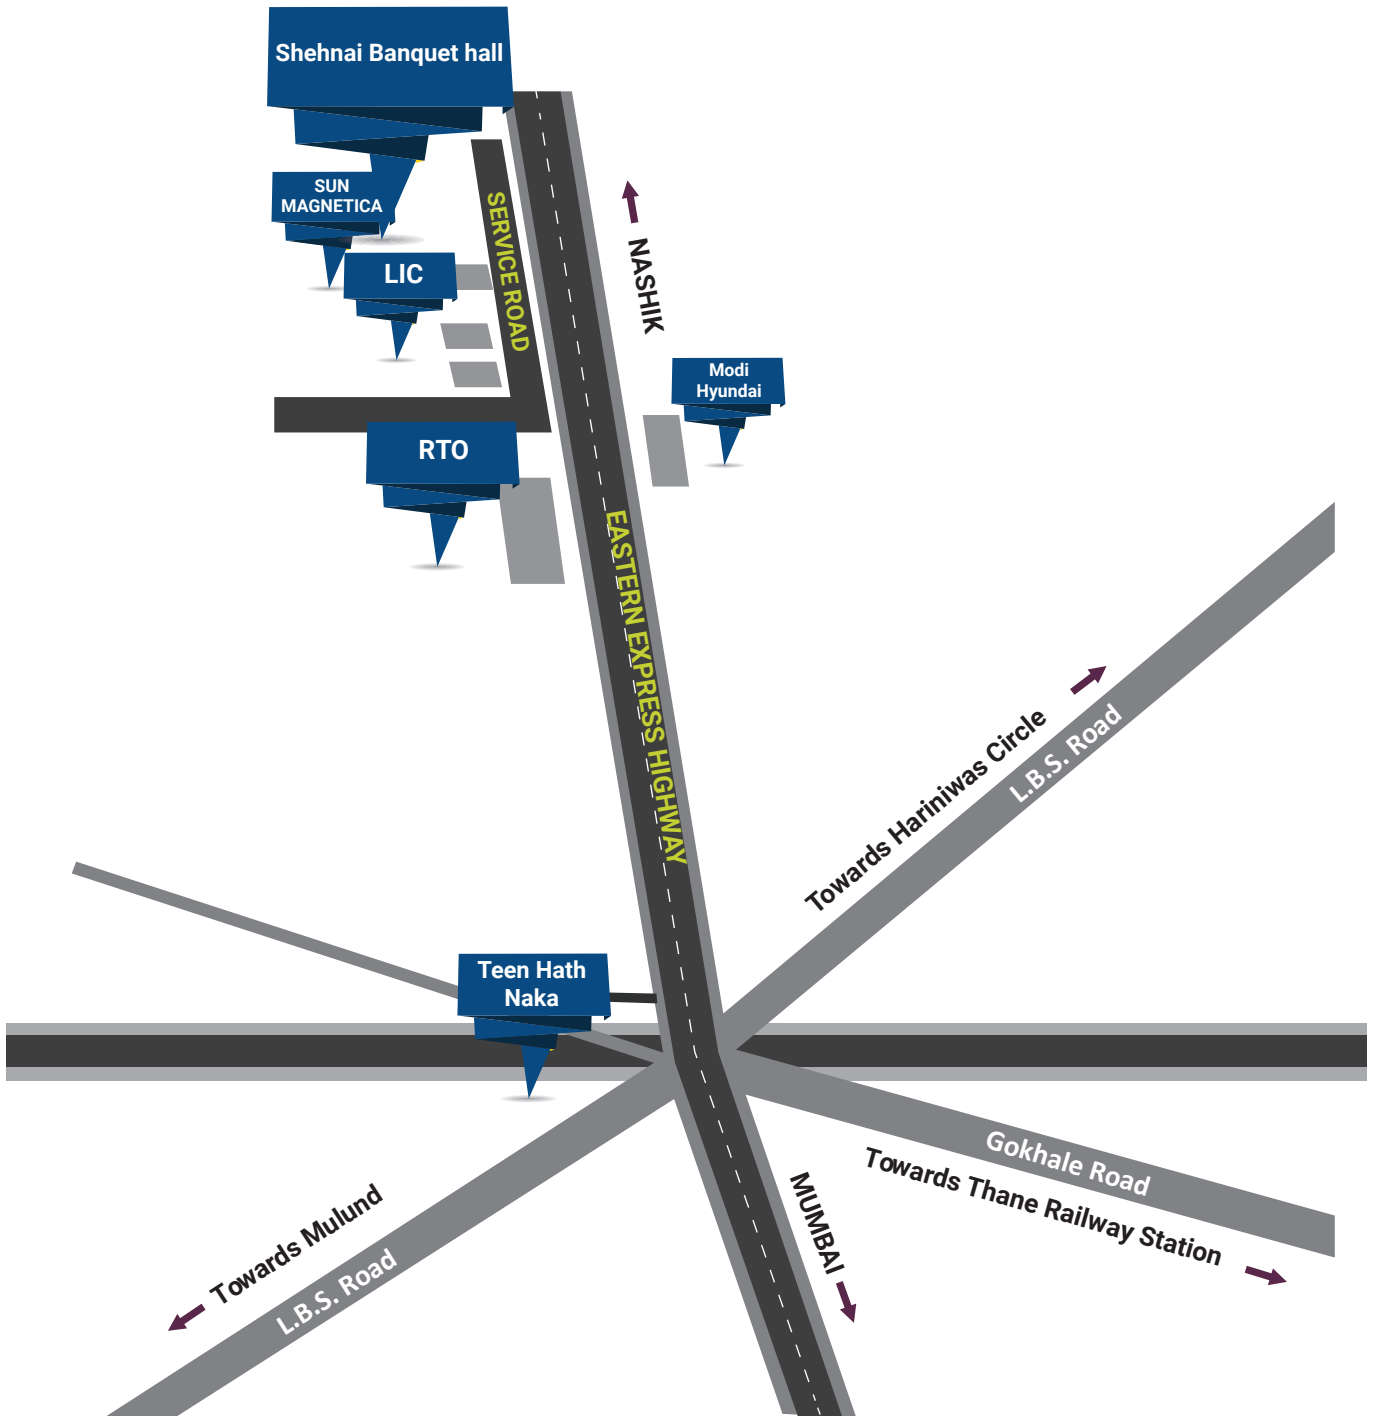 Shehnai Banquet hall
SUN
MAGNETICA
LIC
SERVICE ROAD
NASHIK
Modi
Hyundai
RTO
EASTERN EXPRESS HIGHWAY
Towards Hariniwas Circle
L.B.S. Road
Teen Hath
Naka
Gokhale Road
Towards Thane Railway Station
MUMBAI
Towards Mulund
L.B.S. Road